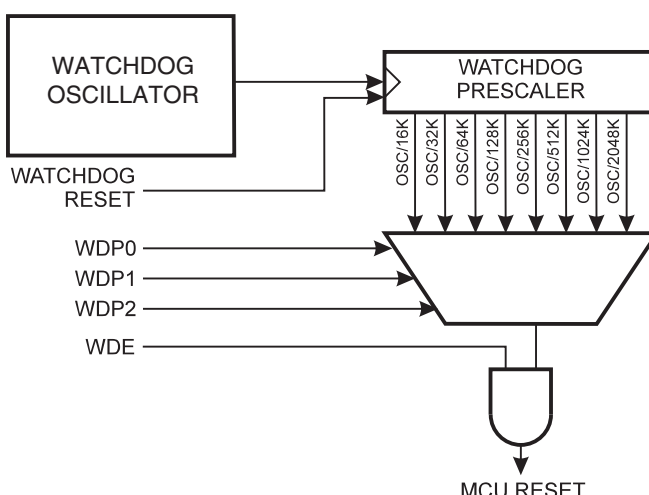 WATCHDOG
OSCILLATOR
WATCHDOG
PRESCALER
WATCHDOG
RESET
OSC/16K
OSC/32K
OSC/64K
OSC/128K
OSC/256K
OSC/512K
OSC/1024K
OSC/2048K
WDP0
WDP1
WDP2
WDE
MCU RESET